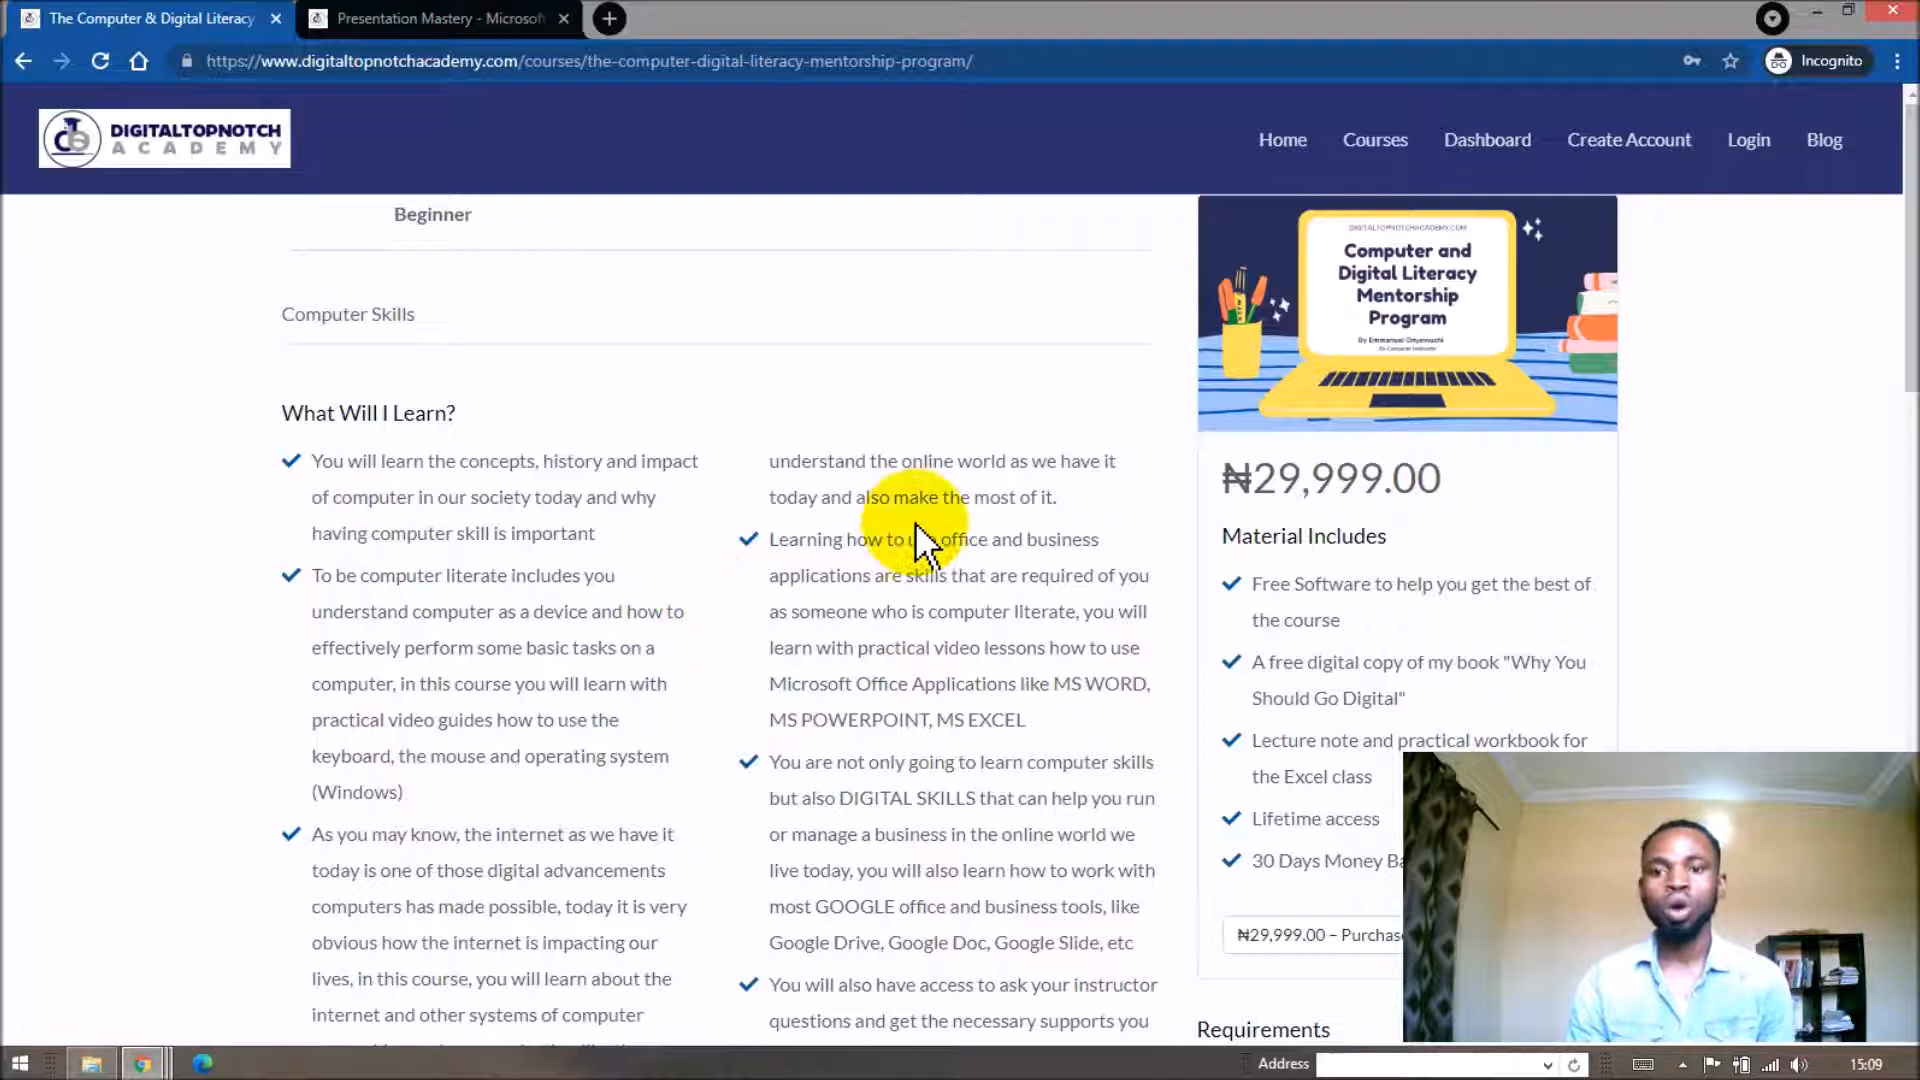 The Computer & Digital Literacy
Presentation Mastery - Microsof
https://www.digitaltopnotchacademy.com/courses/the-computer-digital-literacy-mentorship-program/
Incognito
DIGITALTOPNOTCH
ACADEMY
Home
Courses
Dashboard
Create Account
Login
Blog
Beginner
Computer Skills
What Will I Learn?
You will learn the concepts, history and impact
of computer in our society today and why
having computer skill is important
To be computer literate includes you
understand computer as a device and how to
effectively perform some basic tasks on a
computer, in this course you will learn with
practical video guides how to use the
keyboard, the mouse and operating system
(Windows)
As you may know, the internet as we have it
today is one of those digital advancements
computers has made possible, today it is very
obvious how the internet is impacting our
lives, in this course, you will learn about the
internet and other systems of computer
understand the online world as we have it
today and also make the most of it.
Learning how to office and business
applications are skills that are required of you
as someone who is computer literate, you will
learn with practical video lessons how to use
Microsoft Office Applications like MS WORD,
MS POWERPOINT, MS EXCEL
You are not only going to learn computer skills
but also DIGITAL SKILLS that can help you run
or manage a business in the online world we
live today, you will also learn how to work with
most GOOGLE office and business tools, like
Google Drive, Google Doc, Google Slide, etc
You will also have access to ask your instructor
questions and get the necessary supports you
DIGITALTOPNOTCHACADEMY.COM
Computer and
Digital Literacy
Mentorship
Program
By Emmanuel Onyewuchi
₦29,999.00
Material Includes
Free Software to help you get the best of
the course
A free digital copy of my book "Why You
Should Go Digital"
Lecture note and practical workbook for
the Excel class
Lifetime access
30 Days Money Ba
₦29,999.00 – Purchas
Requirements
Address
15:09